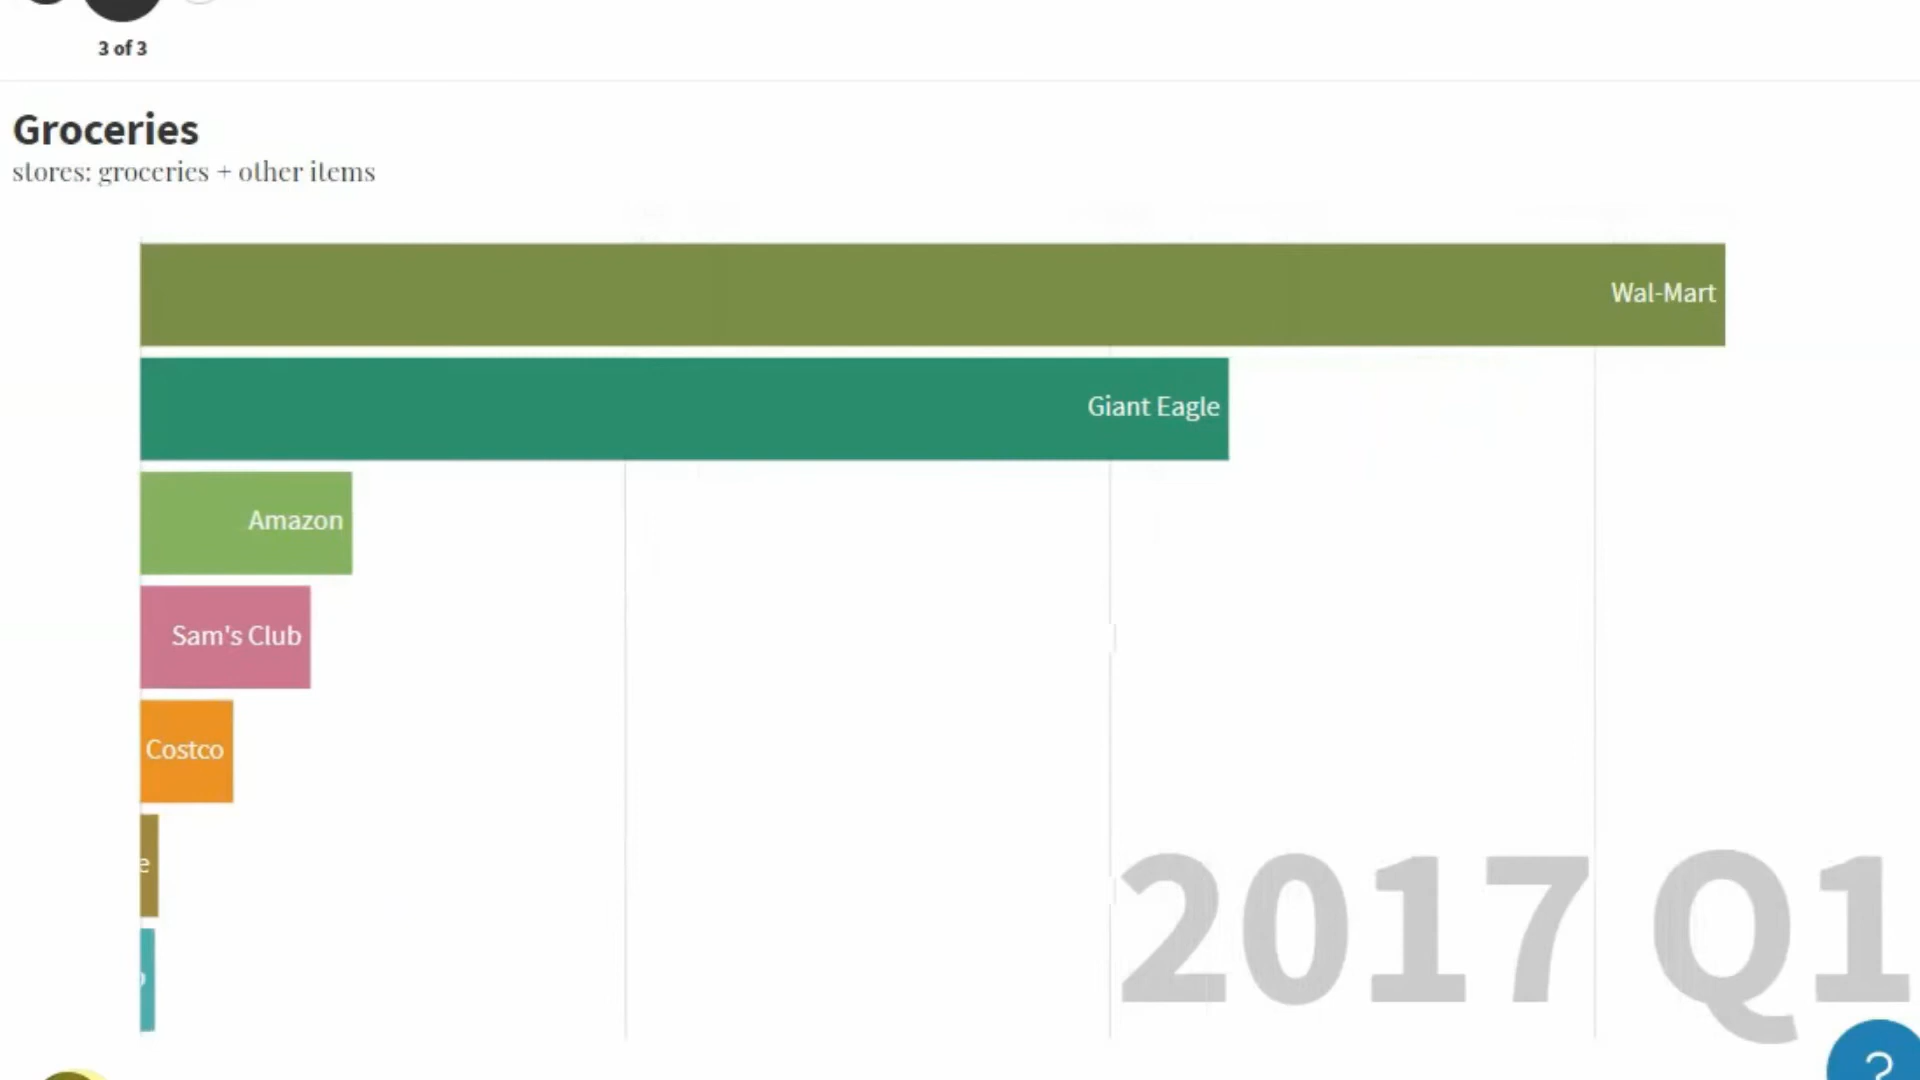 3 of 3
Groceries
stores: groceries + other items
Wal-Mart
Giant Eagle
Amazon
Sam's Club
Costco
e
2017 Q1
?